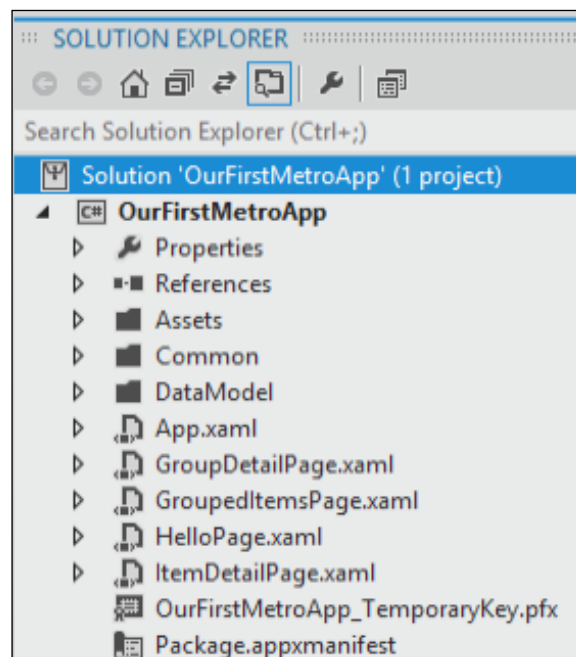 SOLUTION EXPLORER
Search Solution Explorer (Ctrl+;)
Solution 'OurFirstMetroApp' (1 project)
C# OurFirstMetroApp
Properties
References
Assets
Common
DataModel
App.xaml
GroupDetailPage.xaml
GroupedItemsPage.xaml
HelloPage.xaml
ItemDetailPage.xaml
OurFirstMetroApp_TemporaryKey.pfx
Package.appxmanifest